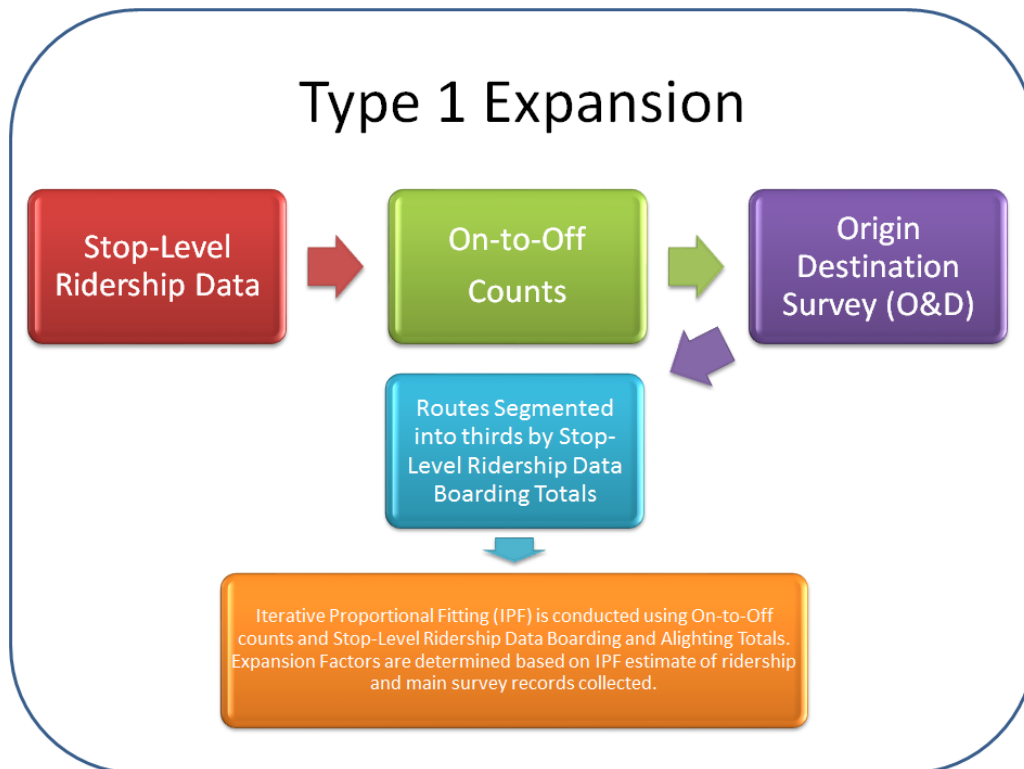 Type 1 Expansion
Stop-Level
Ridership Data
On-to-Off
Counts
Origin
Destination
Survey (O&D)
Routes Segmented
into thirds by Stop-
Level Ridership Data
Boarding Totals
Iterative Proportional Fitting (IPF) is conducted using On-to-Off
counts and Stop-Level Ridership Data Boarding and Alighting Totals.
Expansion Factors are determined based on IPF estimate of ridership
and main survey records collected.